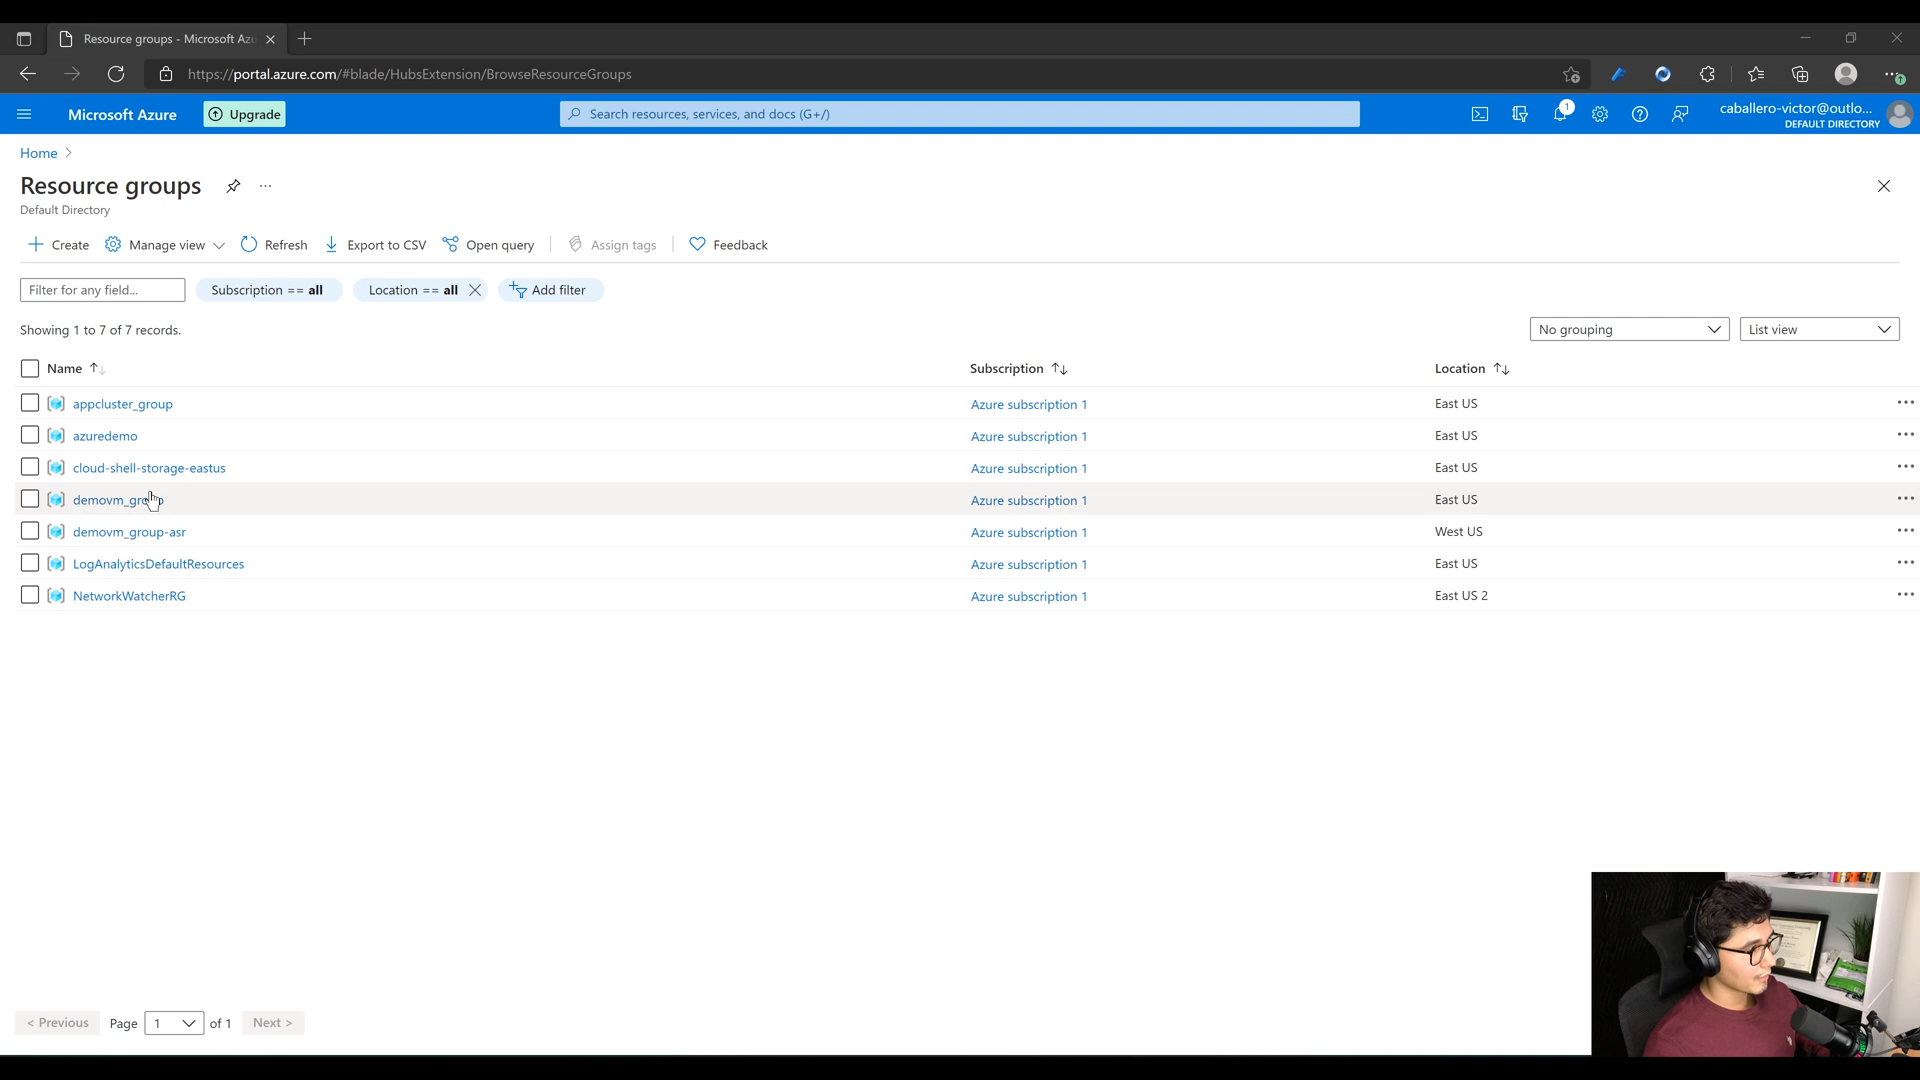 Resource groups - Microsoft Azu
https://portal.azure.com/#blade/HubsExtension/BrowseResourceGroups
Microsoft Azure
Upgrade
Search resources, services, and docs (G+/)
1
caballero-victor@outlo...
DEFAULT DIRECTORY
Home >
Resource groups
Default Directory
Create
Manage view
Refresh
Export to CSV
Open query
Assign tags
Feedback
Filter for any field...
Subscription == all
Location == all
Add filter
Showing 1 to 7 of 7 records.
No grouping
List view
Name Subscription Location
appcluster_group Azure subscription 1 East US
azuredemo Azure subscription 1 East US
cloud-shell-storage-eastus Azure subscription 1 East US
demovm_group Azure subscription 1 East US
demovm_group-asr Azure subscription 1 West US
LogAnalyticsDefaultResources Azure subscription 1 East US
NetworkWatcherRG Azure subscription 1 East US 2
< Previous Page 1 of 1 Next >